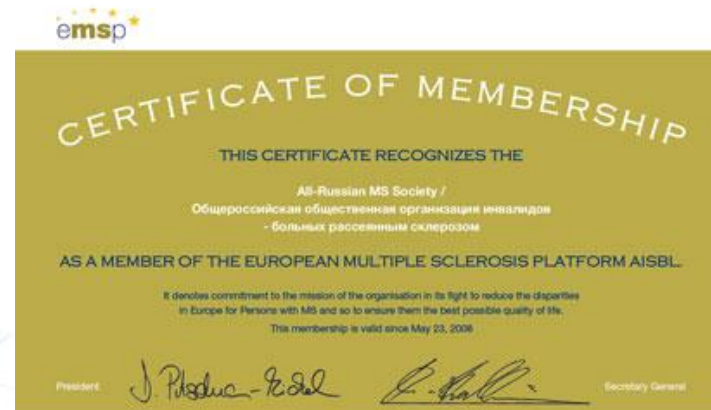 emsp
CERTIFICATE OF MEMBERSHIP
THIS CERTIFICATE RECOGNIZES THE
All-Russian MS Society /
Общероссийская общественная организация инвалидов
- больных рассеянным склерозом
AS A MEMBER OF THE EUROPEAN MULTIPLE SCLEROSIS PLATFORM AISBL.
It denotes commitment to the mission of the organisation in its fight to reduce the disparities
in Europe for Persons with MS and so to ensure them the best possible quality of life.
This membership is valid since May 23, 2006
President
Secretary General